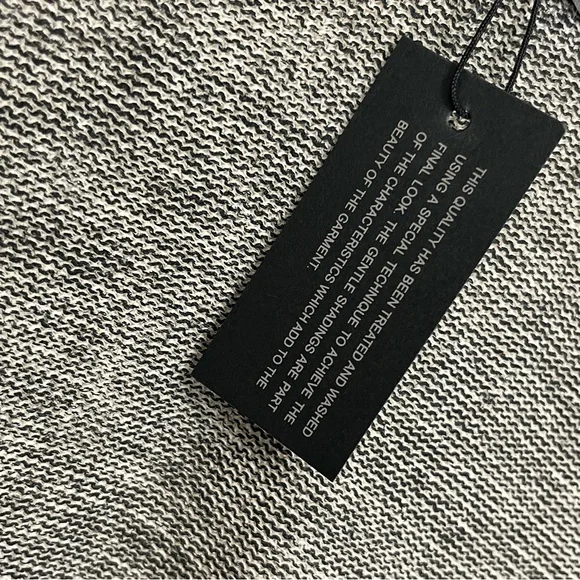 THIS QUALITY HAS BEEN TREATED AND WASHED
USING A SPECIAL TECHNIQUE TO ACHIEVE THE
FINAL LOOK. THE GENTLE SHADINGS ARE PART
OF THE CHARACTERISTICS WHICH ADD TO THE
BEAUTY OF THE GARMENT.